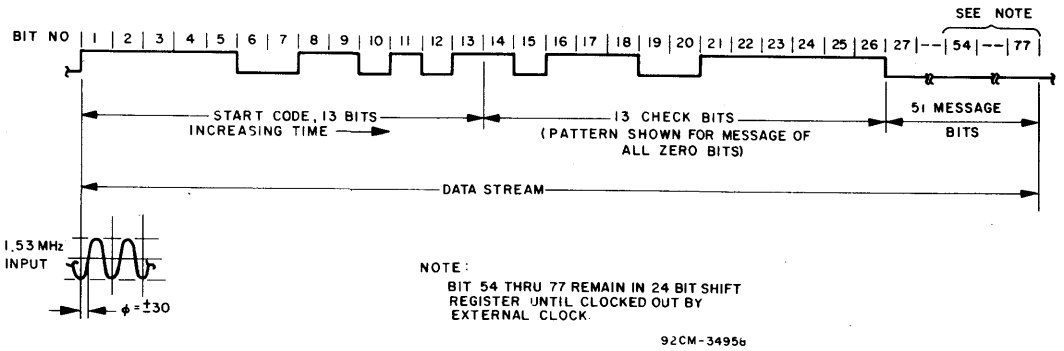 SEE NOTE
BIT NO | 1 | 2 | 3 | 4 | 5 | 6 | 7 | 8 | 9 | 10 | 11 | 12 | 13 | 14 | 15 | 16 | 17 | 18 | 19 | 20 | 21 | 22 | 23 | 24 | 25 | 26 | 27 |--| 54 |--| 77 |
START CODE, 13 BITS
INCREASING TIME
13 CHECK BITS
(PATTERN SHOWN FOR MESSAGE OF
ALL ZERO BITS)
51 MESSAGE
BITS
DATA STREAM
1.53 MHz
INPUT
ϕ = ±30
NOTE:
BIT 54 THRU 77 REMAIN IN 24 BIT SHIFT
REGISTER UNTIL CLOCKED OUT BY
EXTERNAL CLOCK.